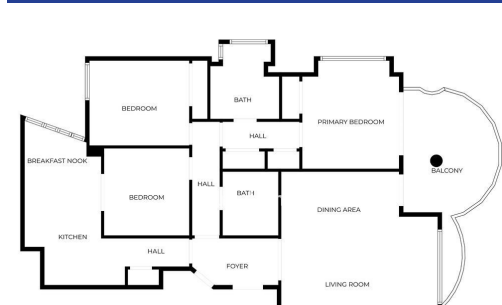 BATH
BEDROOM
HALL
PRIMARY BEDROOM
BREAKFAST NOOK
BALCONY
HALL
BATH
BEDROOM
DINING AREA
KITCHEN
HALL
FOYER
LIVING ROOM